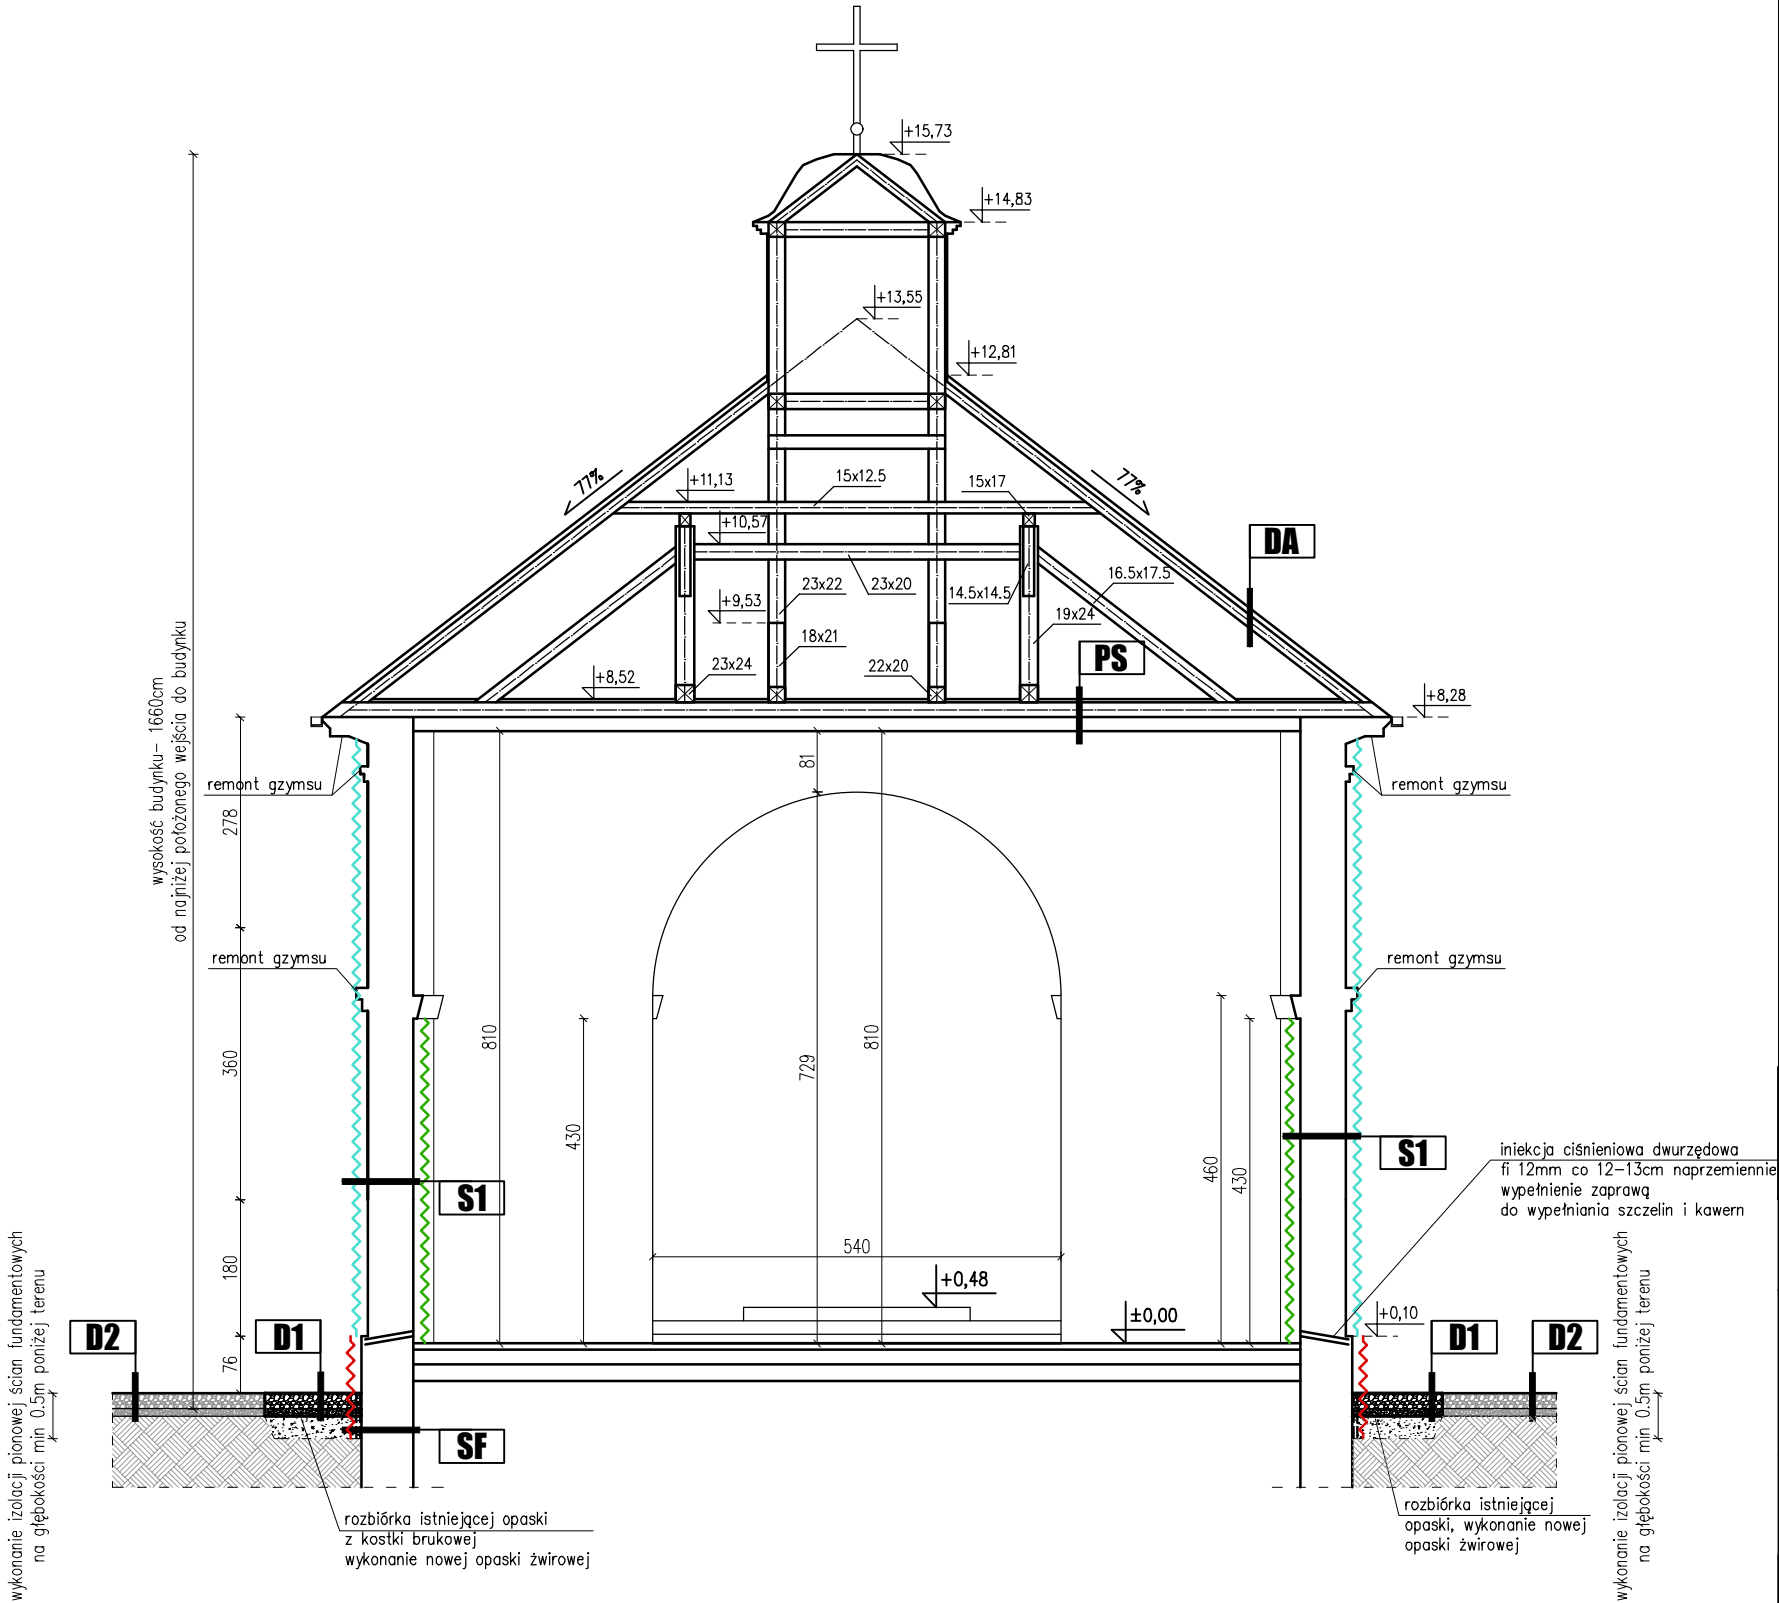 +15,73
+14,83
+13,55
+12,81
77%
77%
+11,13
15x12.5
15x17
+10,57
DA
23x22
23x20
14.5x14.5
16.5x17.5
+9,53
19x24
18x21
PS
23x24
22x20
+8,52
+8,28
wysokość budynku- 1660cm
od najniżej położonego wejścia do budynku
remont gzymsu
remont gzymsu
81
278
remont gzymsu
remont gzymsu
810
729
810
360
430
460
430
S1
S1
iniekcja ciśnieniowa dwurzędowa
fi 12mm co 12-13cm naprzemiennie
wypełnienie zaprawą
do wypełniania szczelin i kawern
540
180
+0,48
±0,00
+0,10
76
D2
D1
D1
D2
SF
wykonanie izolacji pionowej ścian fundamentowych
na głębokości min 0.5m poniżej terenu
wykonanie izolacji pionowej ścian fundamentowych
na głębokości min 0.5m poniżej terenu
rozbiórka istniejącej opaski
z kostki brukowej
wykonanie nowej opaski żwirowej
rozbiórka istniejącej
opaski, wykonanie nowej
opaski żwirowej